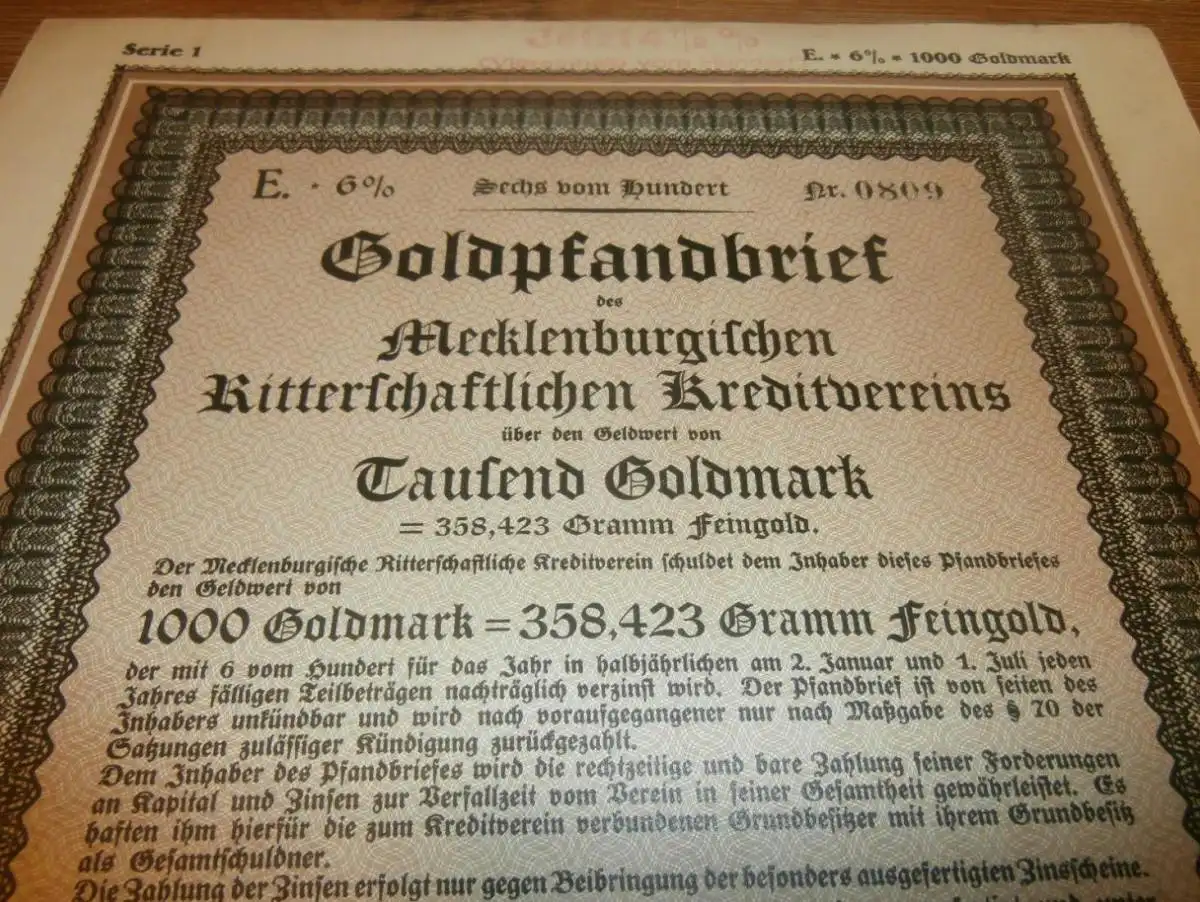 Serie 1
E. * 6% * 1000 Goldmark
E. · 6% Sechs vom Hundert Nr. 0809
Goldpfandbrief
des
Mecklenburgiſchen
Ritterſchaftlichen Kreditvereins
über den Geldwert von
Tauſend Goldmark
= 358,423 Gramm Feingold.
Der Mecklenburgiſche Ritterſchaftliche Kreditverein ſchuldet dem Inhaber dieſes Pfandbriefes
den Geldwert von
1000 Goldmark = 358,423 Gramm Feingold,
der mit 6 vom Hundert für das Jahr in halbjährlichen am 2. Januar und 1. Juli jeden
Jahres fälligen Teilbeträgen nachträglich verzinſt wird. Der Pfandbrief iſt von ſeiten des
Inhabers unkündbar und wird nach voraufgegangener nur nach Maßgabe des § 70 der
Satzungen zuläſſiger Kündigung zurückgezahlt.
Dem Inhaber des Pfandbriefes wird die rechtzeitige und bare Zahlung ſeiner Forderungen
an Kapital und Zinſen zur Verfallzeit vom Verein in ſeiner Geſamtheit gewährleiſtet. Es
haften ihm hierfür die zum Kreditverein verbundenen Grundbeſitzer mit ihrem Grundbeſitz
als Geſamtſchuldner.
Die Zahlung der Zinſen erfolgt nur gegen Beibringung der beſonders ausgefertigten Zinsſcheine.